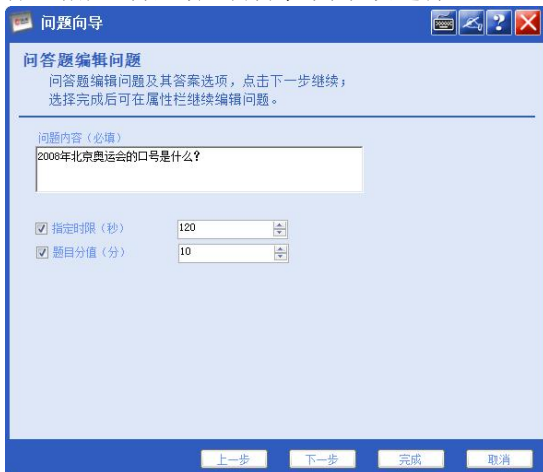 问题向导
问答题编辑问题
问答题编辑问题及其答案选项，点击下一步继续；
选择完成后可在属性栏继续编辑问题。
问题内容（必填）
2008年北京奥运会的口号是什么？
指定时限（秒） 120
题目分值（分） 10
上一步 下一步 完成 取消